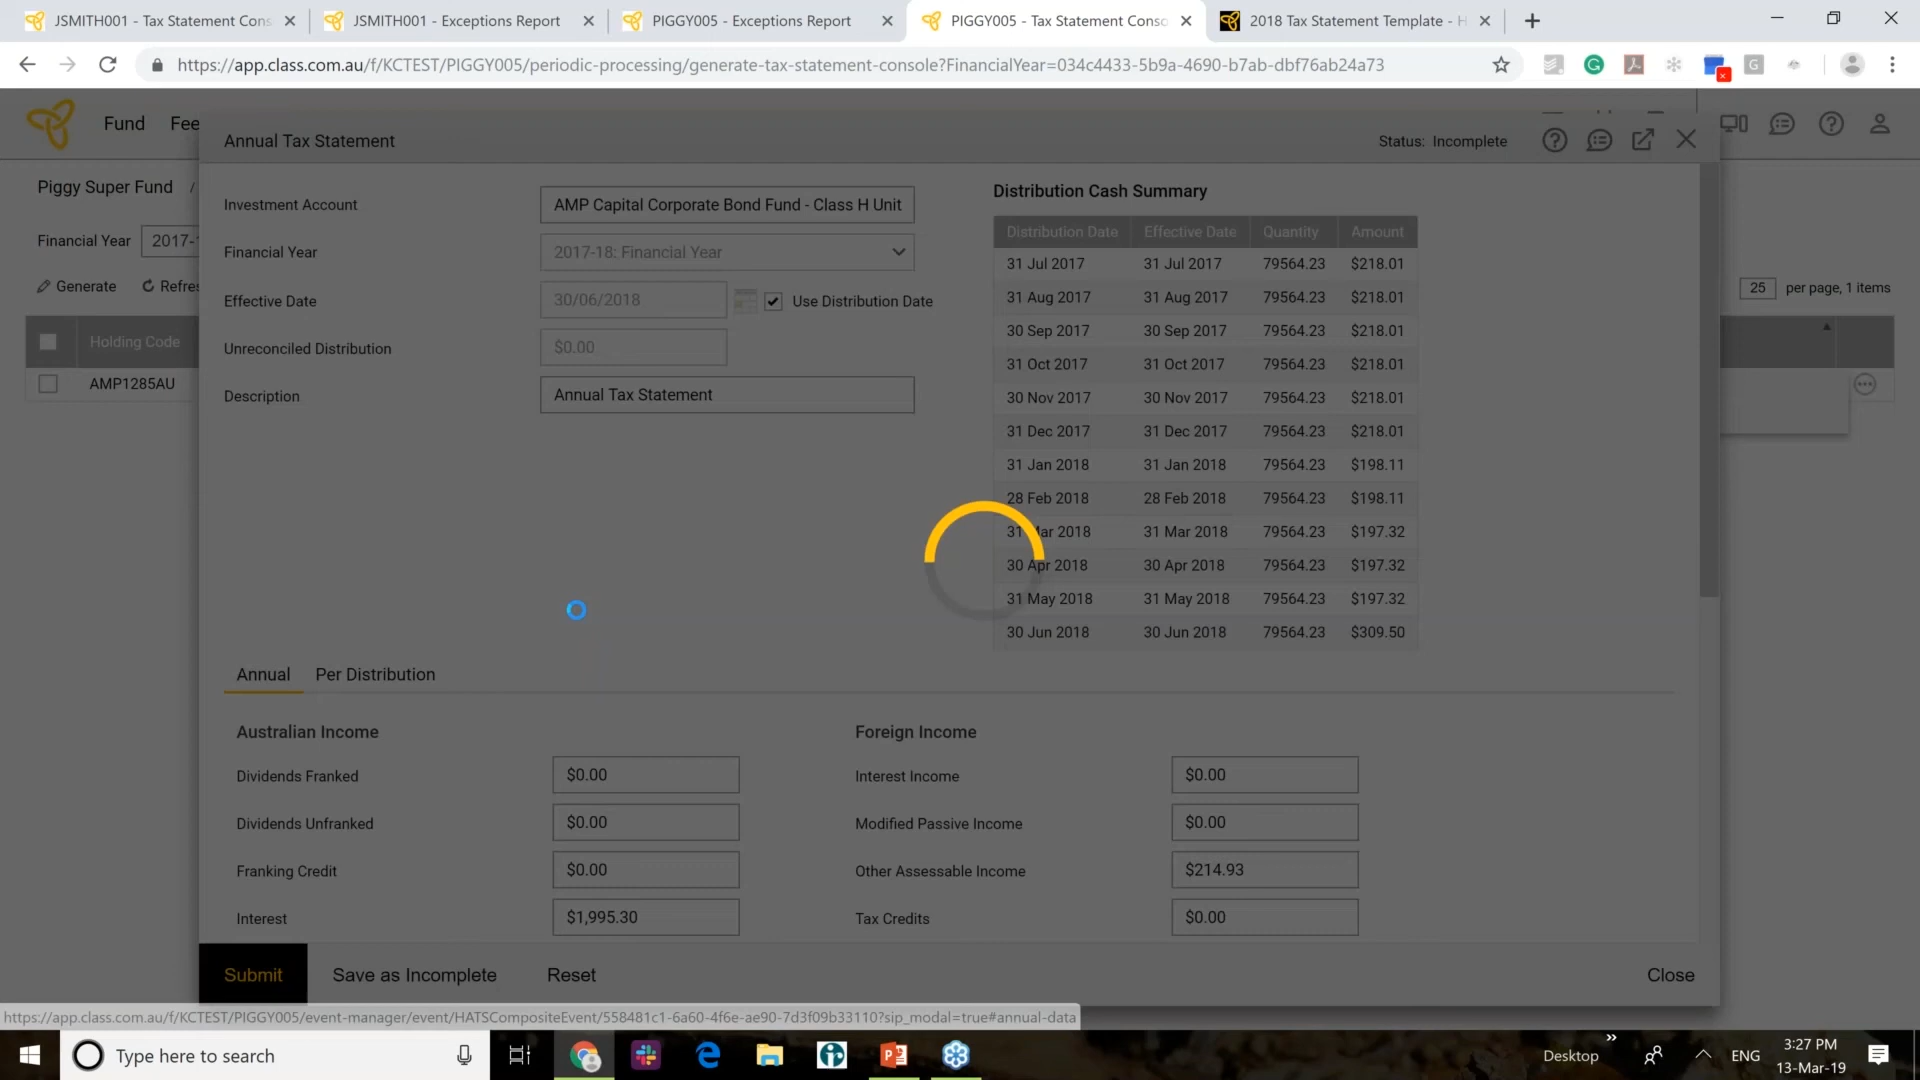 JSMITH001 - Tax Statement Cons
JSMITH001 - Exceptions Report
PIGGY005 - Exceptions Report
PIGGY005 - Tax Statement Conso
2018 Tax Statement Template - H
https://app.class.com.au/f/KCTEST/PIGGY005/periodic-processing/generate-tax-statement-console?FinancialYear=034c4433-5b9a-4690-b7ab-dbf76ab24a73
Fund Fee
Annual Tax Statement
Status: Incomplete
Piggy Super Fund /
Financial Year 2017-
Generate Refres
25 per page, 1 items
Holding Code
AMP1285AU
Investment Account AMP Capital Corporate Bond Fund - Class H Unit
Financial Year 2017-18: Financial Year
Effective Date 30/06/2018 Use Distribution Date
Unreconciled Distribution $0.00
Description Annual Tax Statement
Distribution Cash Summary
Distribution Date Effective Date Quantity Amount
31 Jul 2017 31 Jul 2017 79564.23 $218.01
31 Aug 2017 31 Aug 2017 79564.23 $218.01
30 Sep 2017 30 Sep 2017 79564.23 $218.01
31 Oct 2017 31 Oct 2017 79564.23 $218.01
30 Nov 2017 30 Nov 2017 79564.23 $218.01
31 Dec 2017 31 Dec 2017 79564.23 $218.01
31 Jan 2018 31 Jan 2018 79564.23 $198.11
28 Feb 2018 28 Feb 2018 79564.23 $198.11
31 Mar 2018 31 Mar 2018 79564.23 $197.32
30 Apr 2018 30 Apr 2018 79564.23 $197.32
31 May 2018 31 May 2018 79564.23 $197.32
30 Jun 2018 30 Jun 2018 79564.23 $309.50
Annual Per Distribution
Australian Income Foreign Income
Dividends Franked $0.00 Interest Income $0.00
Dividends Unfranked $0.00 Modified Passive Income $0.00
Franking Credit $0.00 Other Assessable Income $214.93
Interest $1,995.30 Tax Credits $0.00
Submit Save as Incomplete Reset Close
https://app.class.com.au/f/KCTEST/PIGGY005/event-manager/event/HATSCompositeEvent/558481c1-6a60-4f6e-ae90-7d3f09b33110?sip_modal=true#annual-data
Type here to search
Desktop
ENG
3:27 PM
13-Mar-19